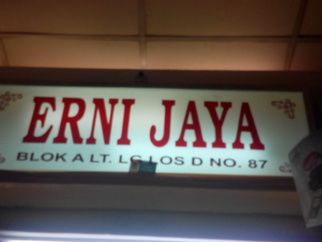 ERNI JAYA
BLOK A LT. LG LOS D NO. 87